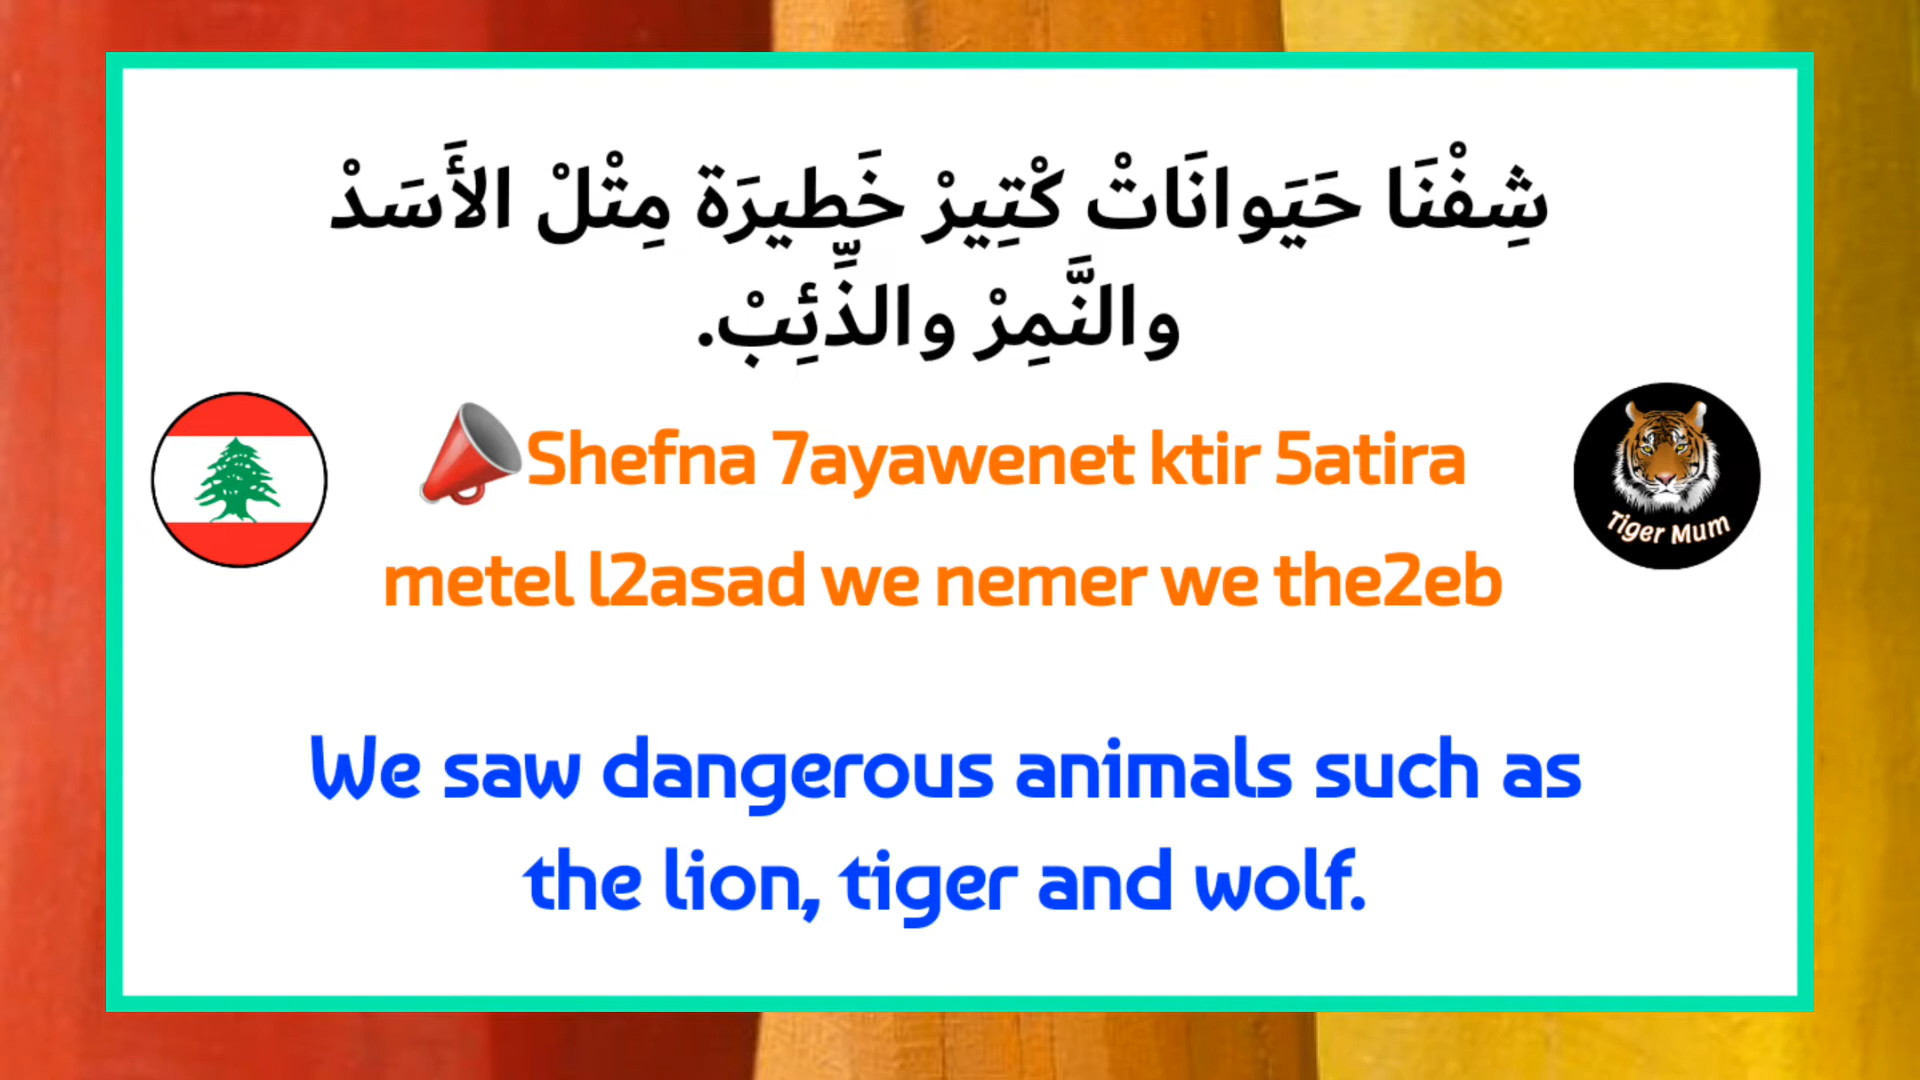 شِفْنَا حَيَوانَاتْ كْتِيرْ خَطِيرَة مِتْلْ الأَسَدْ
والنَّمِرْ والذِّئِبْ.
Shefna 7ayawenet ktir 5atira
metel l2asad we nemer we the2eb
Tiger Mum
We saw dangerous animals such as
the lion, tiger and wolf.